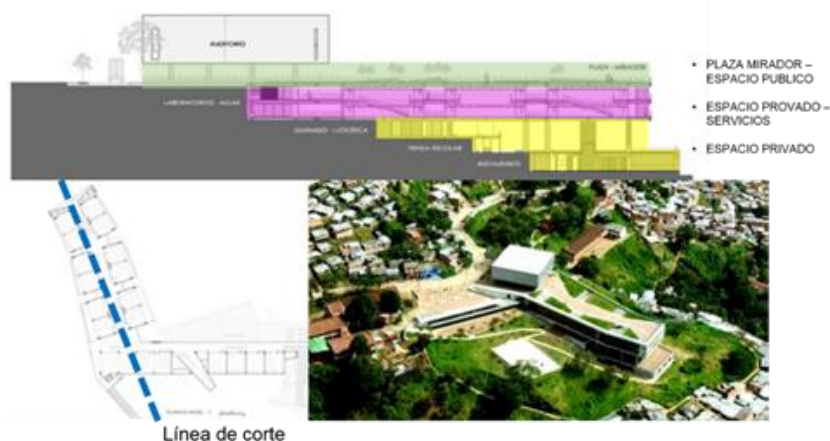 AUDITORIO
PLAZA - MIRADOR
LABORATORIOS - AULAS
GIMNASIO - LUDOTECA
TIENDA ESCOLAR
RESTAURANTE
• PLAZA MIRADOR –
ESPACIO PUBLICO
• ESPACIO PROVADO –
SERVICIOS
• ESPACIO PRIVADO
Línea de corte